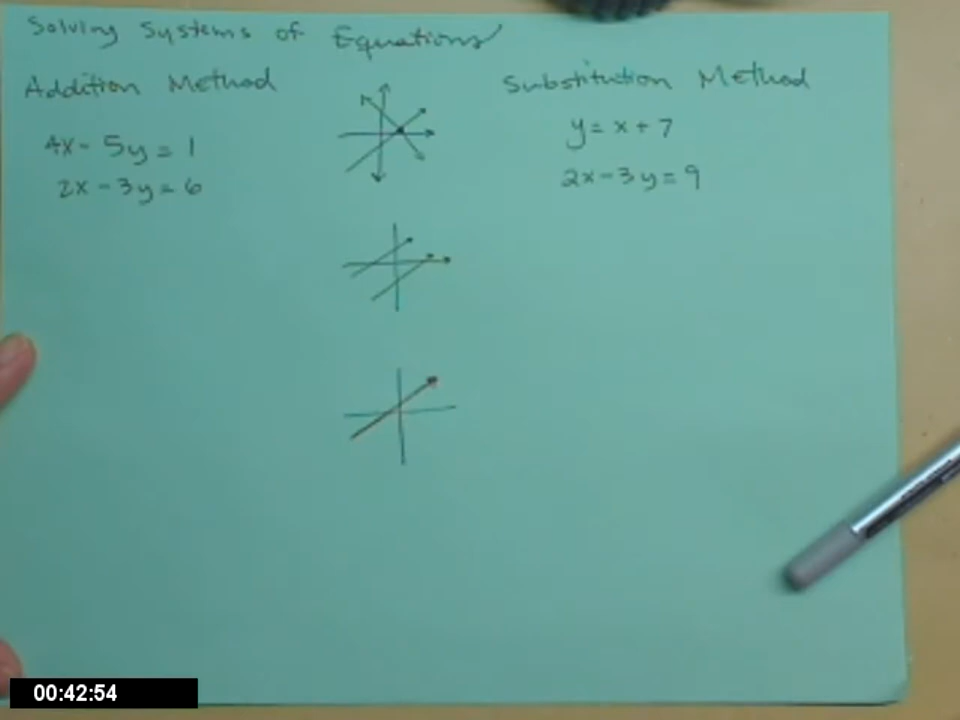 Solving Systems of Equations
Addition Method
4x - 5y = 1
2x - 3y = 6
Substitution Method
y = x + 7
2x - 3y = 9
00:42:54